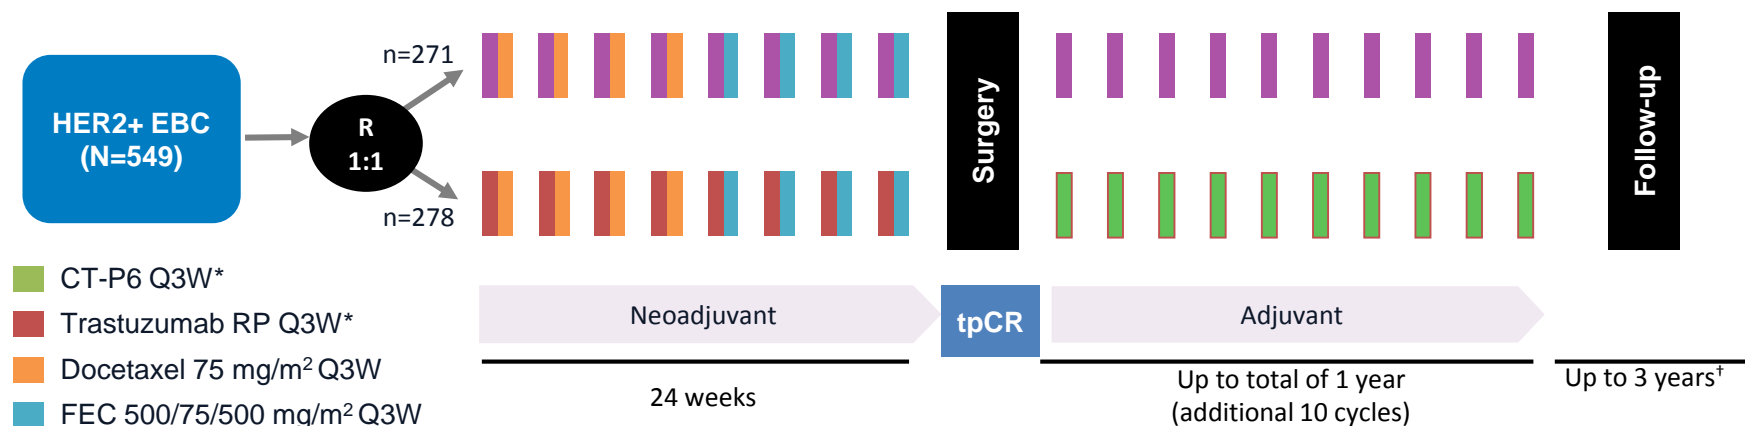 HER2+ EBC
(N=549)
R
1:1
n=271
n=278
Surgery
Follow-up
CT-P6 Q3W*
Trastuzumab RP Q3W*
Docetaxel 75 mg/m² Q3W
FEC 500/75/500 mg/m² Q3W
Neoadjuvant
tpCR
Adjuvant
24 weeks
Up to total of 1 year
(additional 10 cycles)
Up to 3 years†